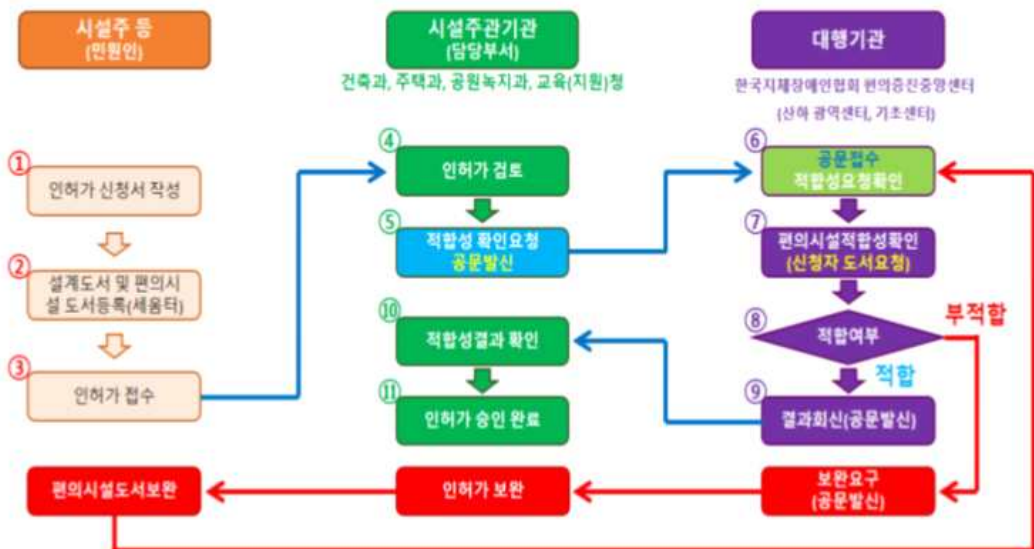 시설주 등
(민원인)
시설주관기관
(담당부서)
건축과, 주택과, 공원녹지과, 교육(지원)청
대행기관
한국지체장애인협회 편의증진중앙센터
(산하 광역센터, 기초센터)
①
인허가 신청서 작성
②
설계도서 및 편의시
설 도서등록(세움터)
③
인허가 접수
④
인허가 검토
⑤
적합성 확인요청
공문발신
⑥
공문접수
적합성요청확인
⑦
편의시설적합성확인
(신청자 도서요청)
⑧
적합여부
부적합
적합
⑨
결과회신(공문발신)
⑩
적합성결과 확인
⑪
인허가 승인 완료
편의시설도서보완
인허가 보완
보완요구
(공문발신)